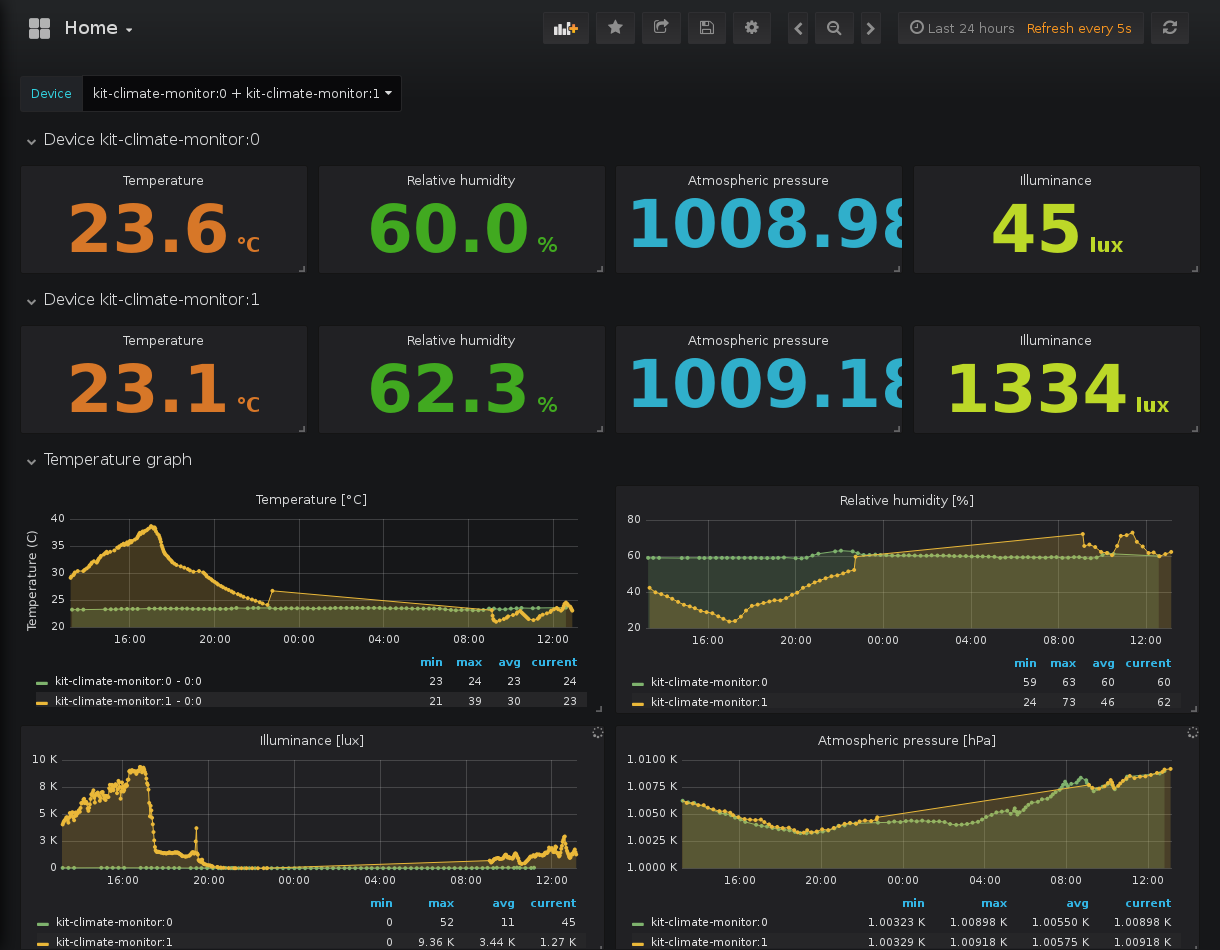 Home
Last 24 hours Refresh every 5s
Device kit-climate-monitor:0 + kit-climate-monitor:1
Device kit-climate-monitor:0
Temperature Relative humidity Atmospheric pressure Illuminance
23.6 °C 60.0 % 1008.98 45 lux
Device kit-climate-monitor:1
Temperature Relative humidity Atmospheric pressure Illuminance
23.1 °C 62.3 % 1009.18 1334 lux
Temperature graph
Temperature [°C]
Temperature (C)
40
35
30
25
20
16:00 20:00 00:00 04:00 08:00 12:00
min max avg current
kit-climate-monitor:0 - 0:0 23 24 23 24
kit-climate-monitor:1 - 0:0 21 39 30 23
Relative humidity [%]
80
60
40
20
16:00 20:00 00:00 04:00 08:00 12:00
min max avg current
kit-climate-monitor:0 59 63 60 60
kit-climate-monitor:1 24 73 46 62
Illuminance [lux]
10 K
8 K
5 K
3 K
0
16:00 20:00 00:00 04:00 08:00 12:00
min max avg current
kit-climate-monitor:0 0 52 11 45
kit-climate-monitor:1 0 9.36 K 3.44 K 1.27 K
Atmospheric pressure [hPa]
1.0100 K
1.0075 K
1.0050 K
1.0025 K
1.0000 K
16:00 20:00 00:00 04:00 08:00 12:00
min max avg current
kit-climate-monitor:0 1.00323 K 1.00898 K 1.00550 K 1.00898 K
kit-climate-monitor:1 1.00329 K 1.00918 K 1.00575 K 1.00918 K